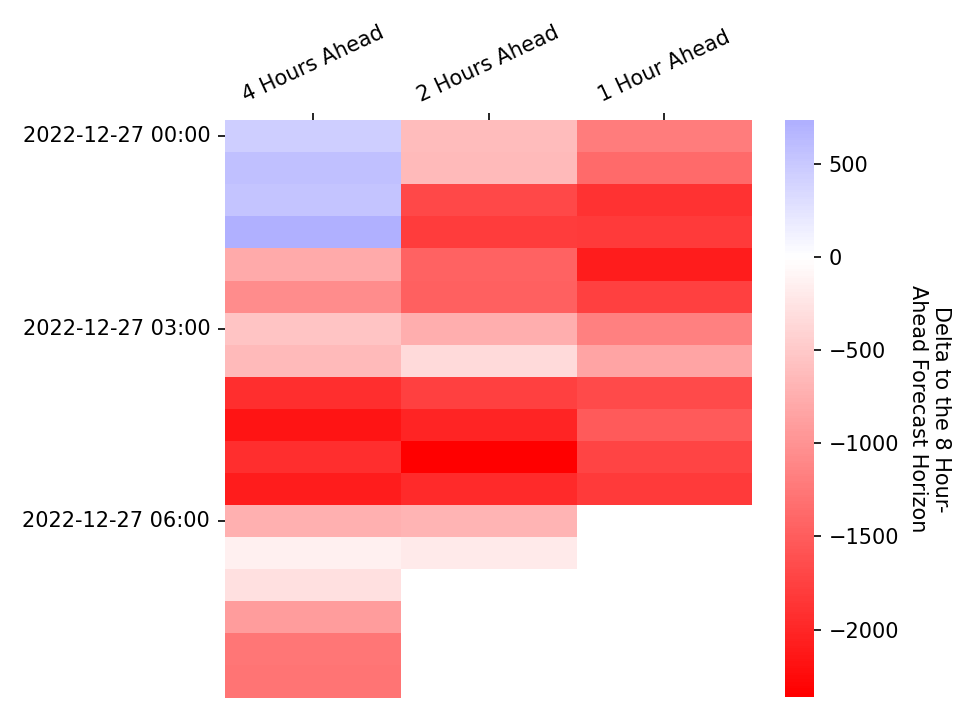 4 Hours Ahead
2 Hours Ahead
1 Hour Ahead
2022-12-27 00:00
2022-12-27 03:00
2022-12-27 06:00
500
0
−500
−1000
−1500
−2000
Delta to the 8 Hour-
Ahead Forecast Horizon